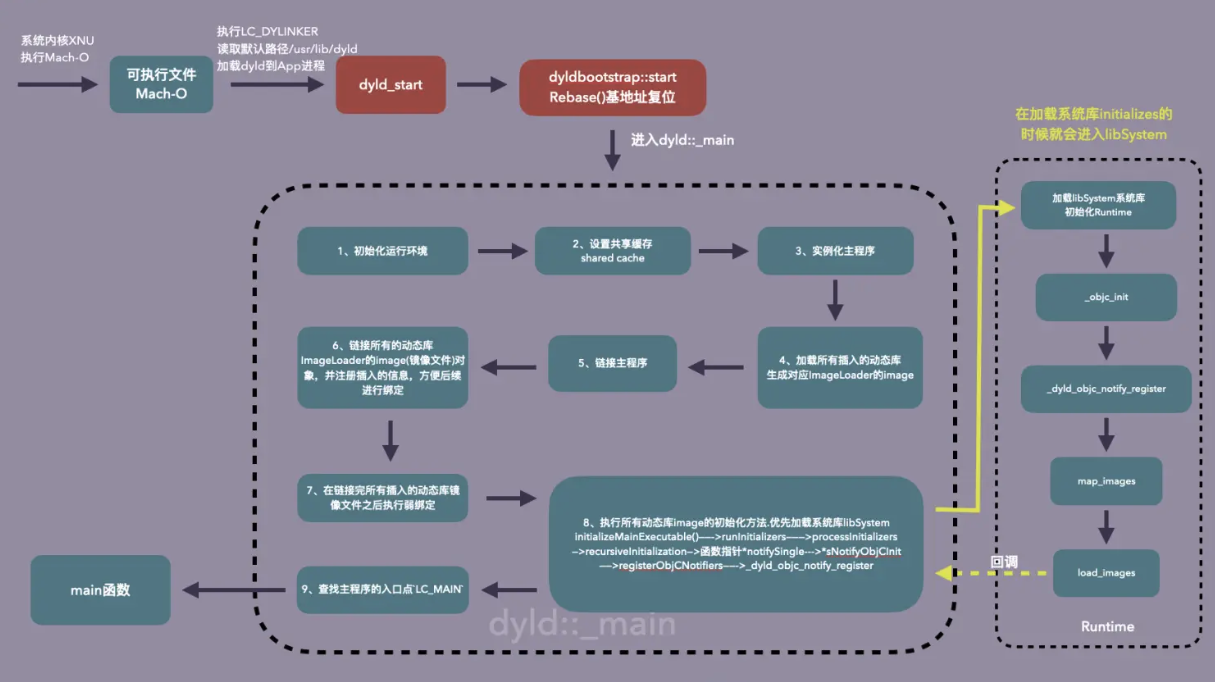 系统内核XNU
执行Mach-O
可执行文件
Mach-O
执行LC_DYLINKER
读取默认路径/usr/lib/dyld
加载dyld到App进程
dyld_start
dyldbootstrap::start
Rebase()基地址复位
进入dyld::_main
在加载系统库initializes的
时候就会进入libSystem
1、初始化运行环境
2、设置共享缓存
shared cache
3、实例化主程序
4、加载所有插入的动态库
生成对应ImageLoader的image
5、链接主程序
6、链接所有的动态库
ImageLoader的image(镜像文件)对
象，并注册插入的信息，方便后续
进行绑定
7、在链接完所有插入的动态库镜
像文件之后执行弱绑定
8、执行所有动态库image的初始化方法.优先加载系统库libSystem
initializeMainExecutable()---->runInitializers----->processInitializers
-->recursiveInitialization-->函数指针*notifySingle--->*sNotifyObjCInit
---->registerObjCNotifiers---->_dyld_objc_notify_register
9、查找主程序的入口点`LC_MAIN`
main函数
dyld::_main
加载libSystem系统库
初始化Runtime
_objc_init
_dyld_objc_notify_register
map_images
load_images
回调
Runtime